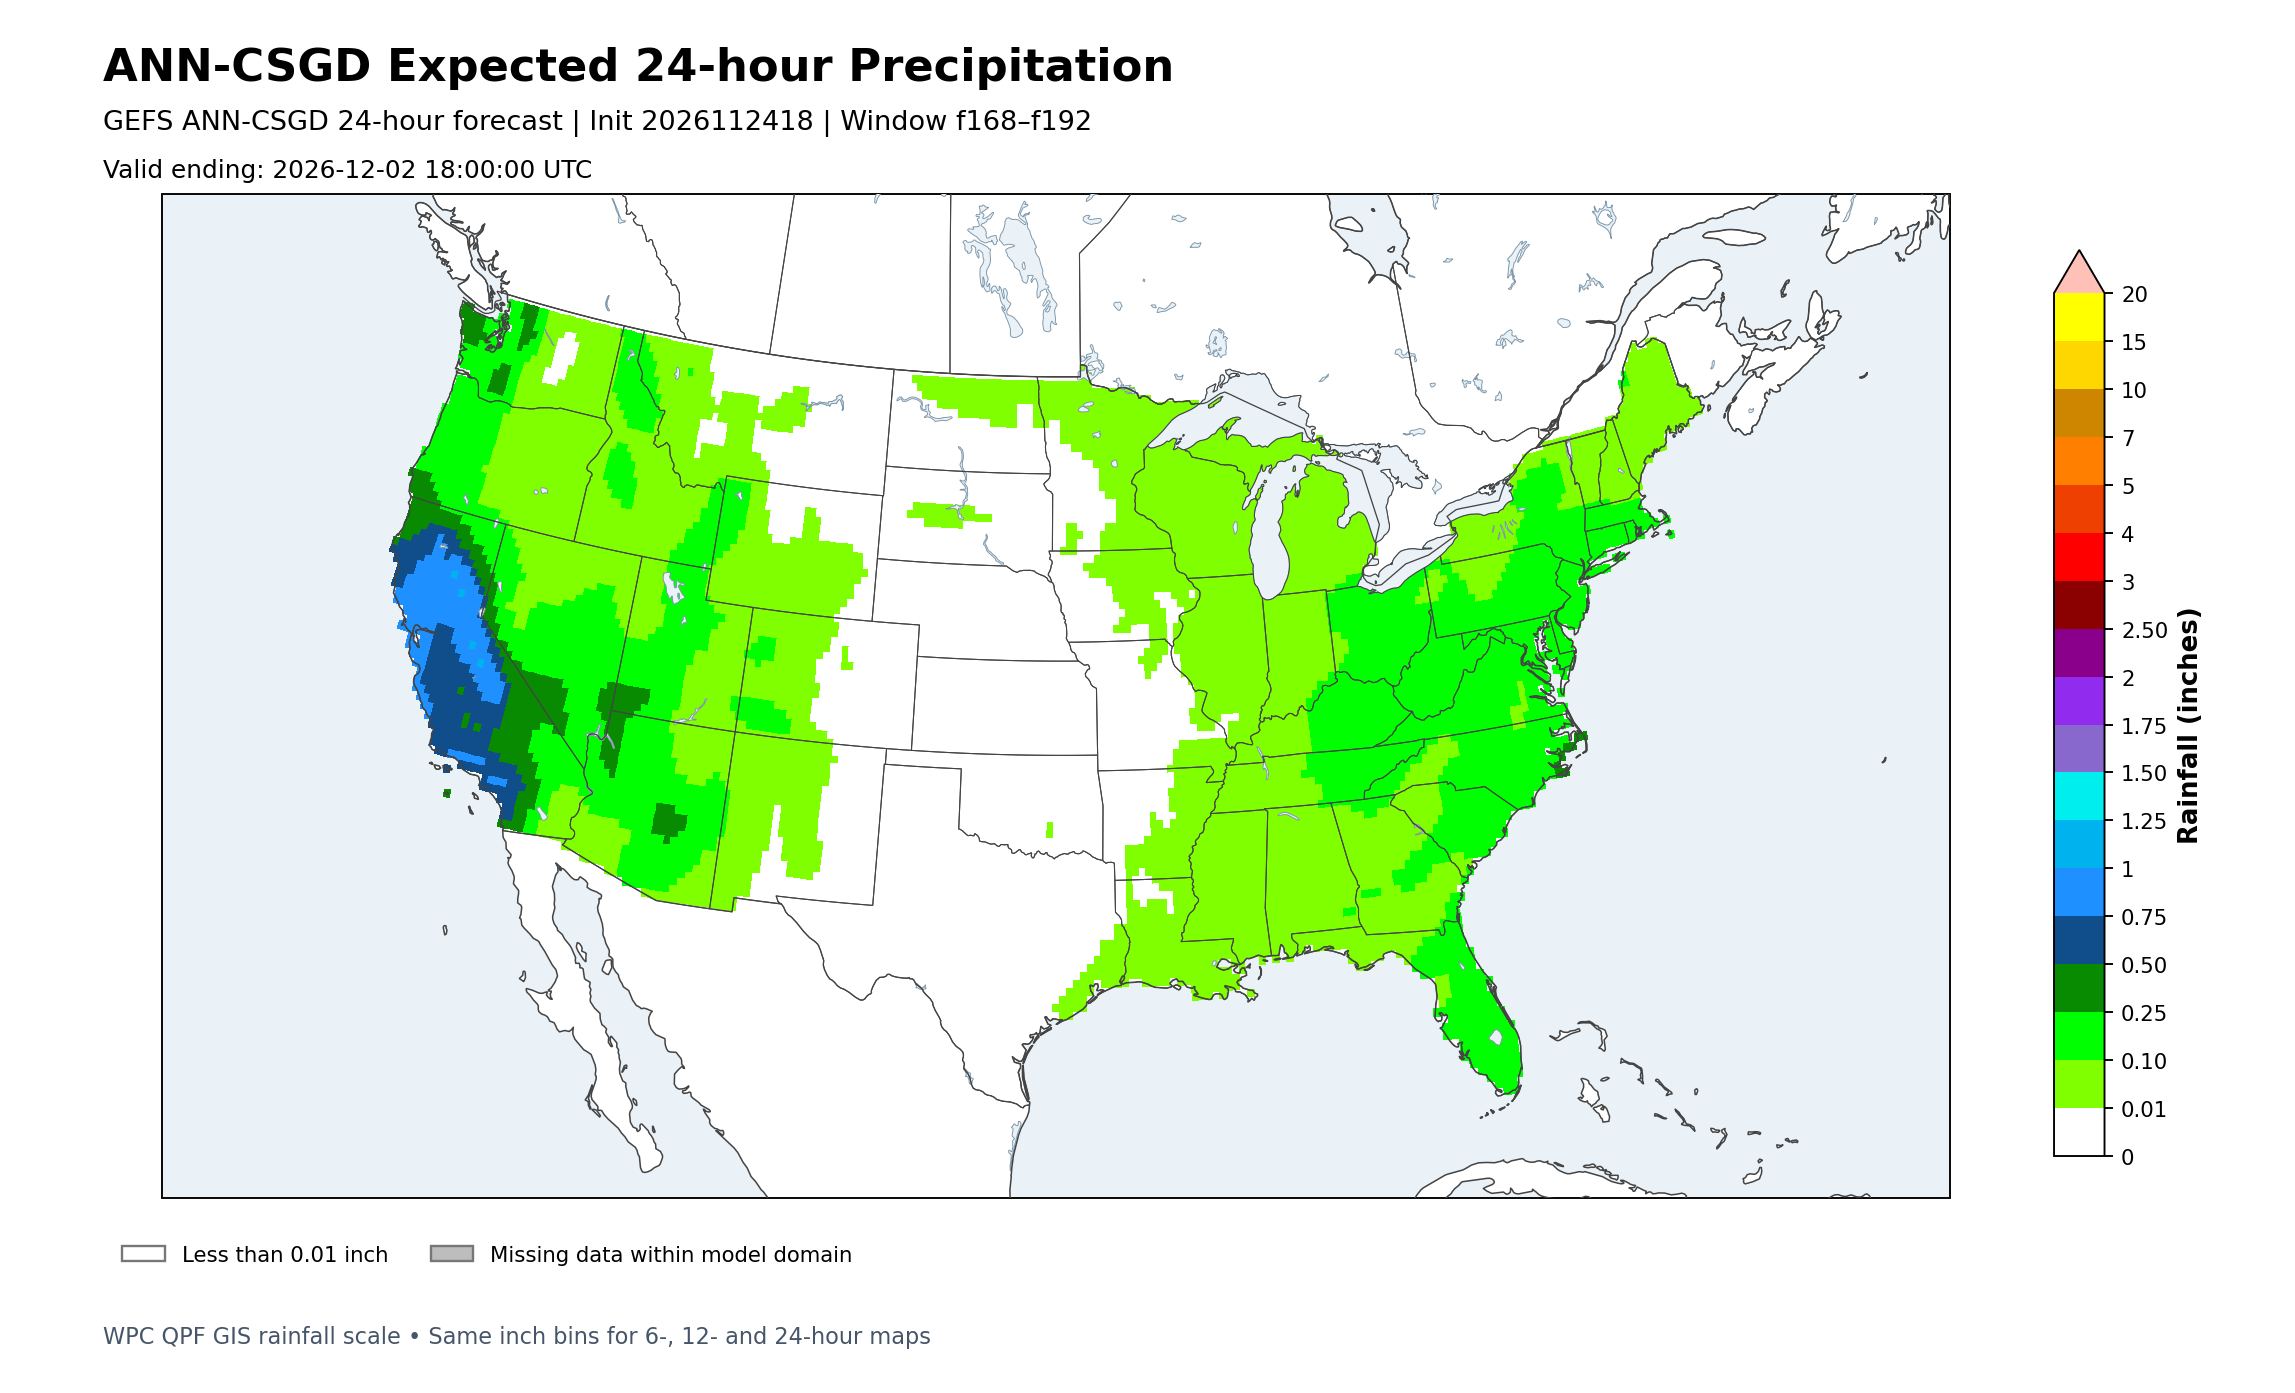 ANN-CSGD Expected 24-hour Precipitation
GEFS ANN-CSGD 24-hour forecast | Init 2026112418 | Window f168–f192
Valid ending: 2026-12-02 18:00:00 UTC
20
15
10
7
5
4
3
2.50
2
1.75
1.50
1.25
1
0.75
0.50
0.25
0.10
0.01
0
Rainfall (inches)
Less than 0.01 inch
Missing data within model domain
WPC QPF GIS rainfall scale • Same inch bins for 6-, 12- and 24-hour maps